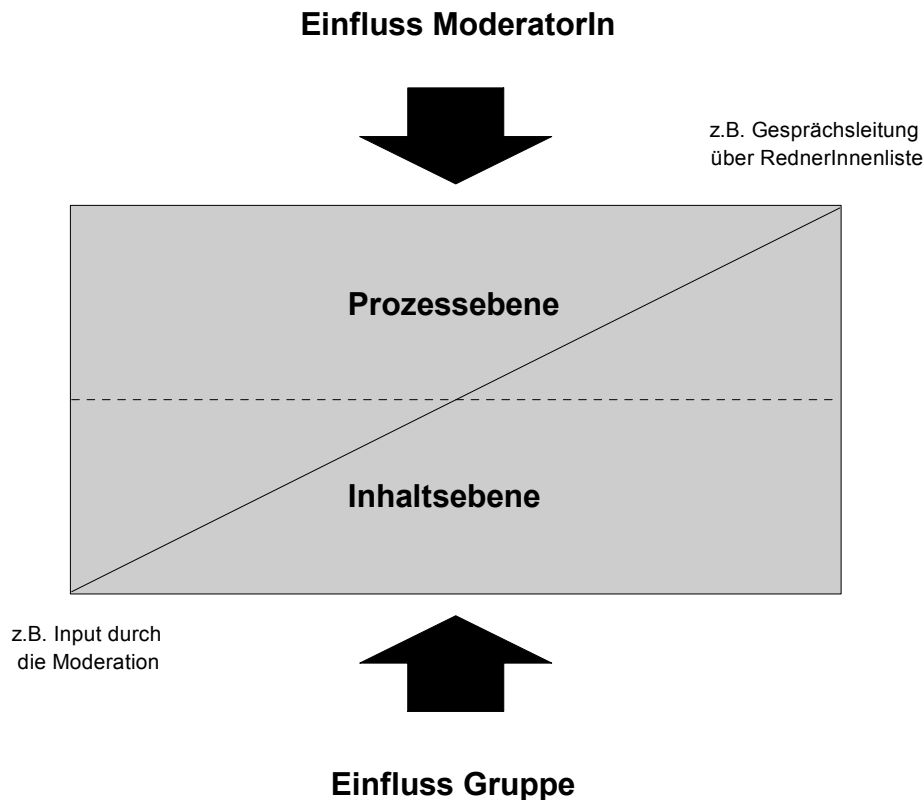 Einfluss ModeratorIn
z.B. Gesprächsleitung
über RednerInnenliste
Prozessebene
Inhaltsebene
z.B. Input durch
die Moderation
Einfluss Gruppe